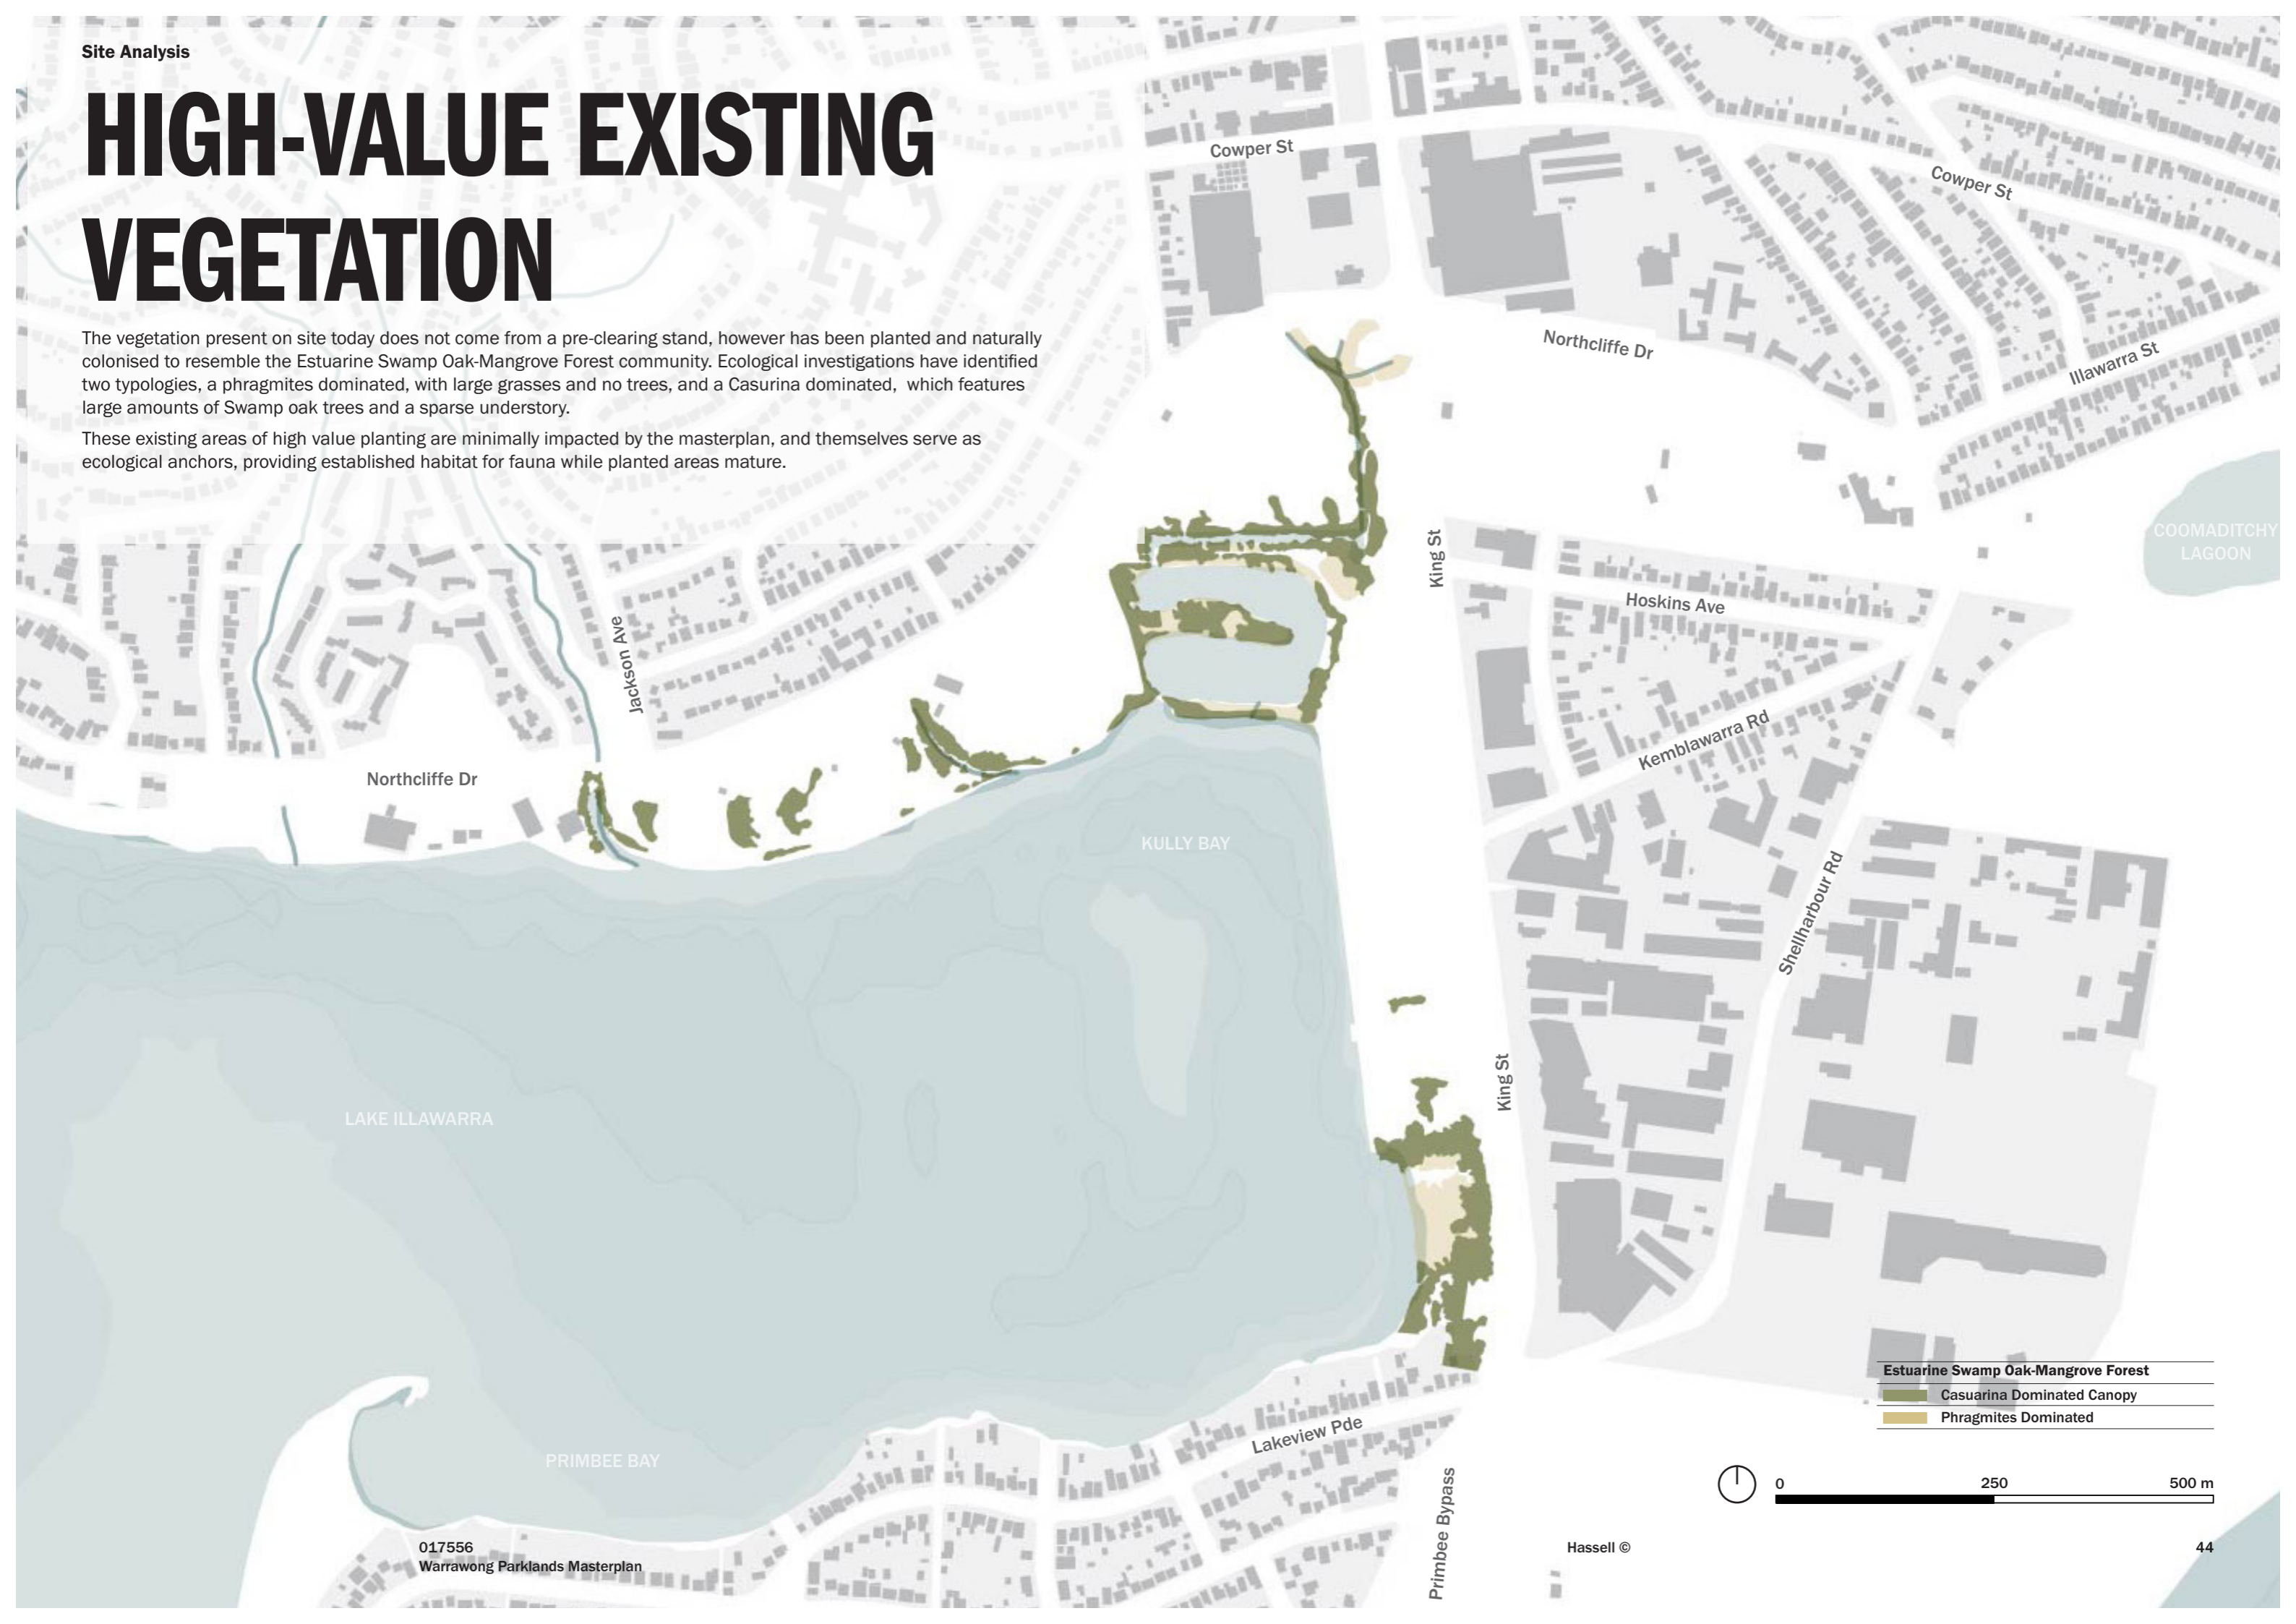 Site Analysis
HIGH-VALUE EXISTING
VEGETATION
The vegetation present on site today does not come from a pre-clearing stand, however has been planted and naturally
colonised to resemble the Estuarine Swamp Oak-Mangrove Forest community. Ecological investigations have identified
two typologies, a phragmites dominated, with large grasses and no trees, and a Casurina dominated,  which features
large amounts of Swamp oak trees and a sparse understory.
These existing areas of high value planting are minimally impacted by the masterplan, and themselves serve as
ecological anchors, providing established habitat for fauna while planted areas mature.
Cowper St
Cowper St
Northcliffe Dr
Illawarra St
COOMADITCHY
LAGOON
King St
Hoskins Ave
Jackson Ave
Kemblawarra Rd
Northcliffe Dr
KULLY BAY
Shellharbour Rd
King St
LAKE ILLAWARRA
Lakeview Pde
PRIMBEE BAY
Primbee Bypass
Estuarine Swamp Oak-Mangrove Forest
Casuarina Dominated Canopy
Phragmites Dominated
0 250 500 m
017556
Warrawong Parklands Masterplan
Hassell ©
44